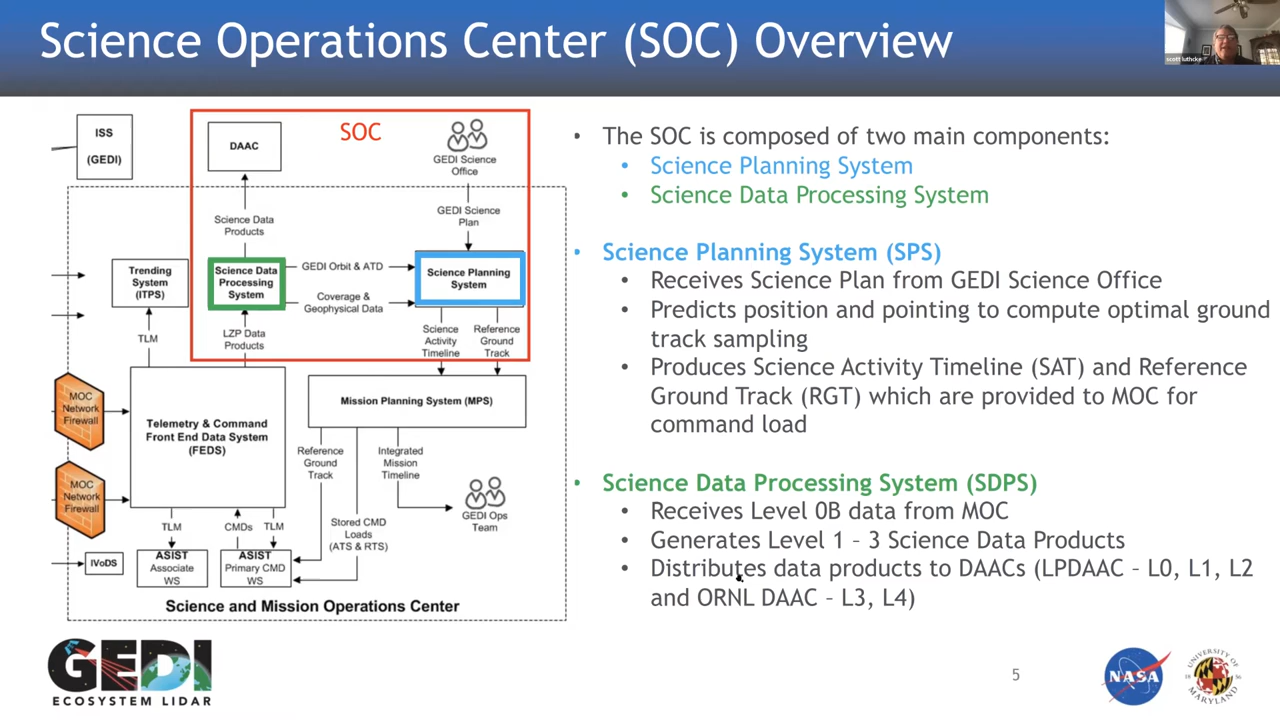 Science Operations Center (SOC) Overview
scott luthcke
ISS
(GEDI)
DAAC
SOC
GEDI Science
Office
Science Data
Products
GEDI Science
Plan
Trending
System
(ITPS)
Science Data
Processing
System
GEDI Orbit & ATD
Coverage &
Geophysical Data
Science Planning
System
TLM
LZP Data
Products
Science
Activity
Timeline
Reference
Ground
Track
MOC
Network
Firewall
Telemetry & Command
Front End Data System
(FEDS)
Mission Planning System (MPS)
Reference
Ground
Track
Integrated
Mission
Timeline
MOC
Network
Firewall
GEDI Ops
Team
TLM
CMDs
TLM
Stored CMD
Loads
(ATS & RTS)
IVoDS
ASIST
Associate
WS
ASIST
Primary CMD
WS
Science and Mission Operations Center
• The SOC is composed of two main components:
• Science Planning System
• Science Data Processing System
• Science Planning System (SPS)
• Receives Science Plan from GEDI Science Office
• Predicts position and pointing to compute optimal ground
track sampling
• Produces Science Activity Timeline (SAT) and Reference
Ground Track (RGT) which are provided to MOC for
command load
• Science Data Processing System (SDPS)
• Receives Level 0B data from MOC
• Generates Level 1 – 3 Science Data Products
• Distributes data products to DAACs (LPDAAC – L0, L1, L2
and ORNL DAAC – L3, L4)
GEDI
ECOSYSTEM LIDAR
5
NASA
UNIVERSITY OF
MARYLAND
18 56